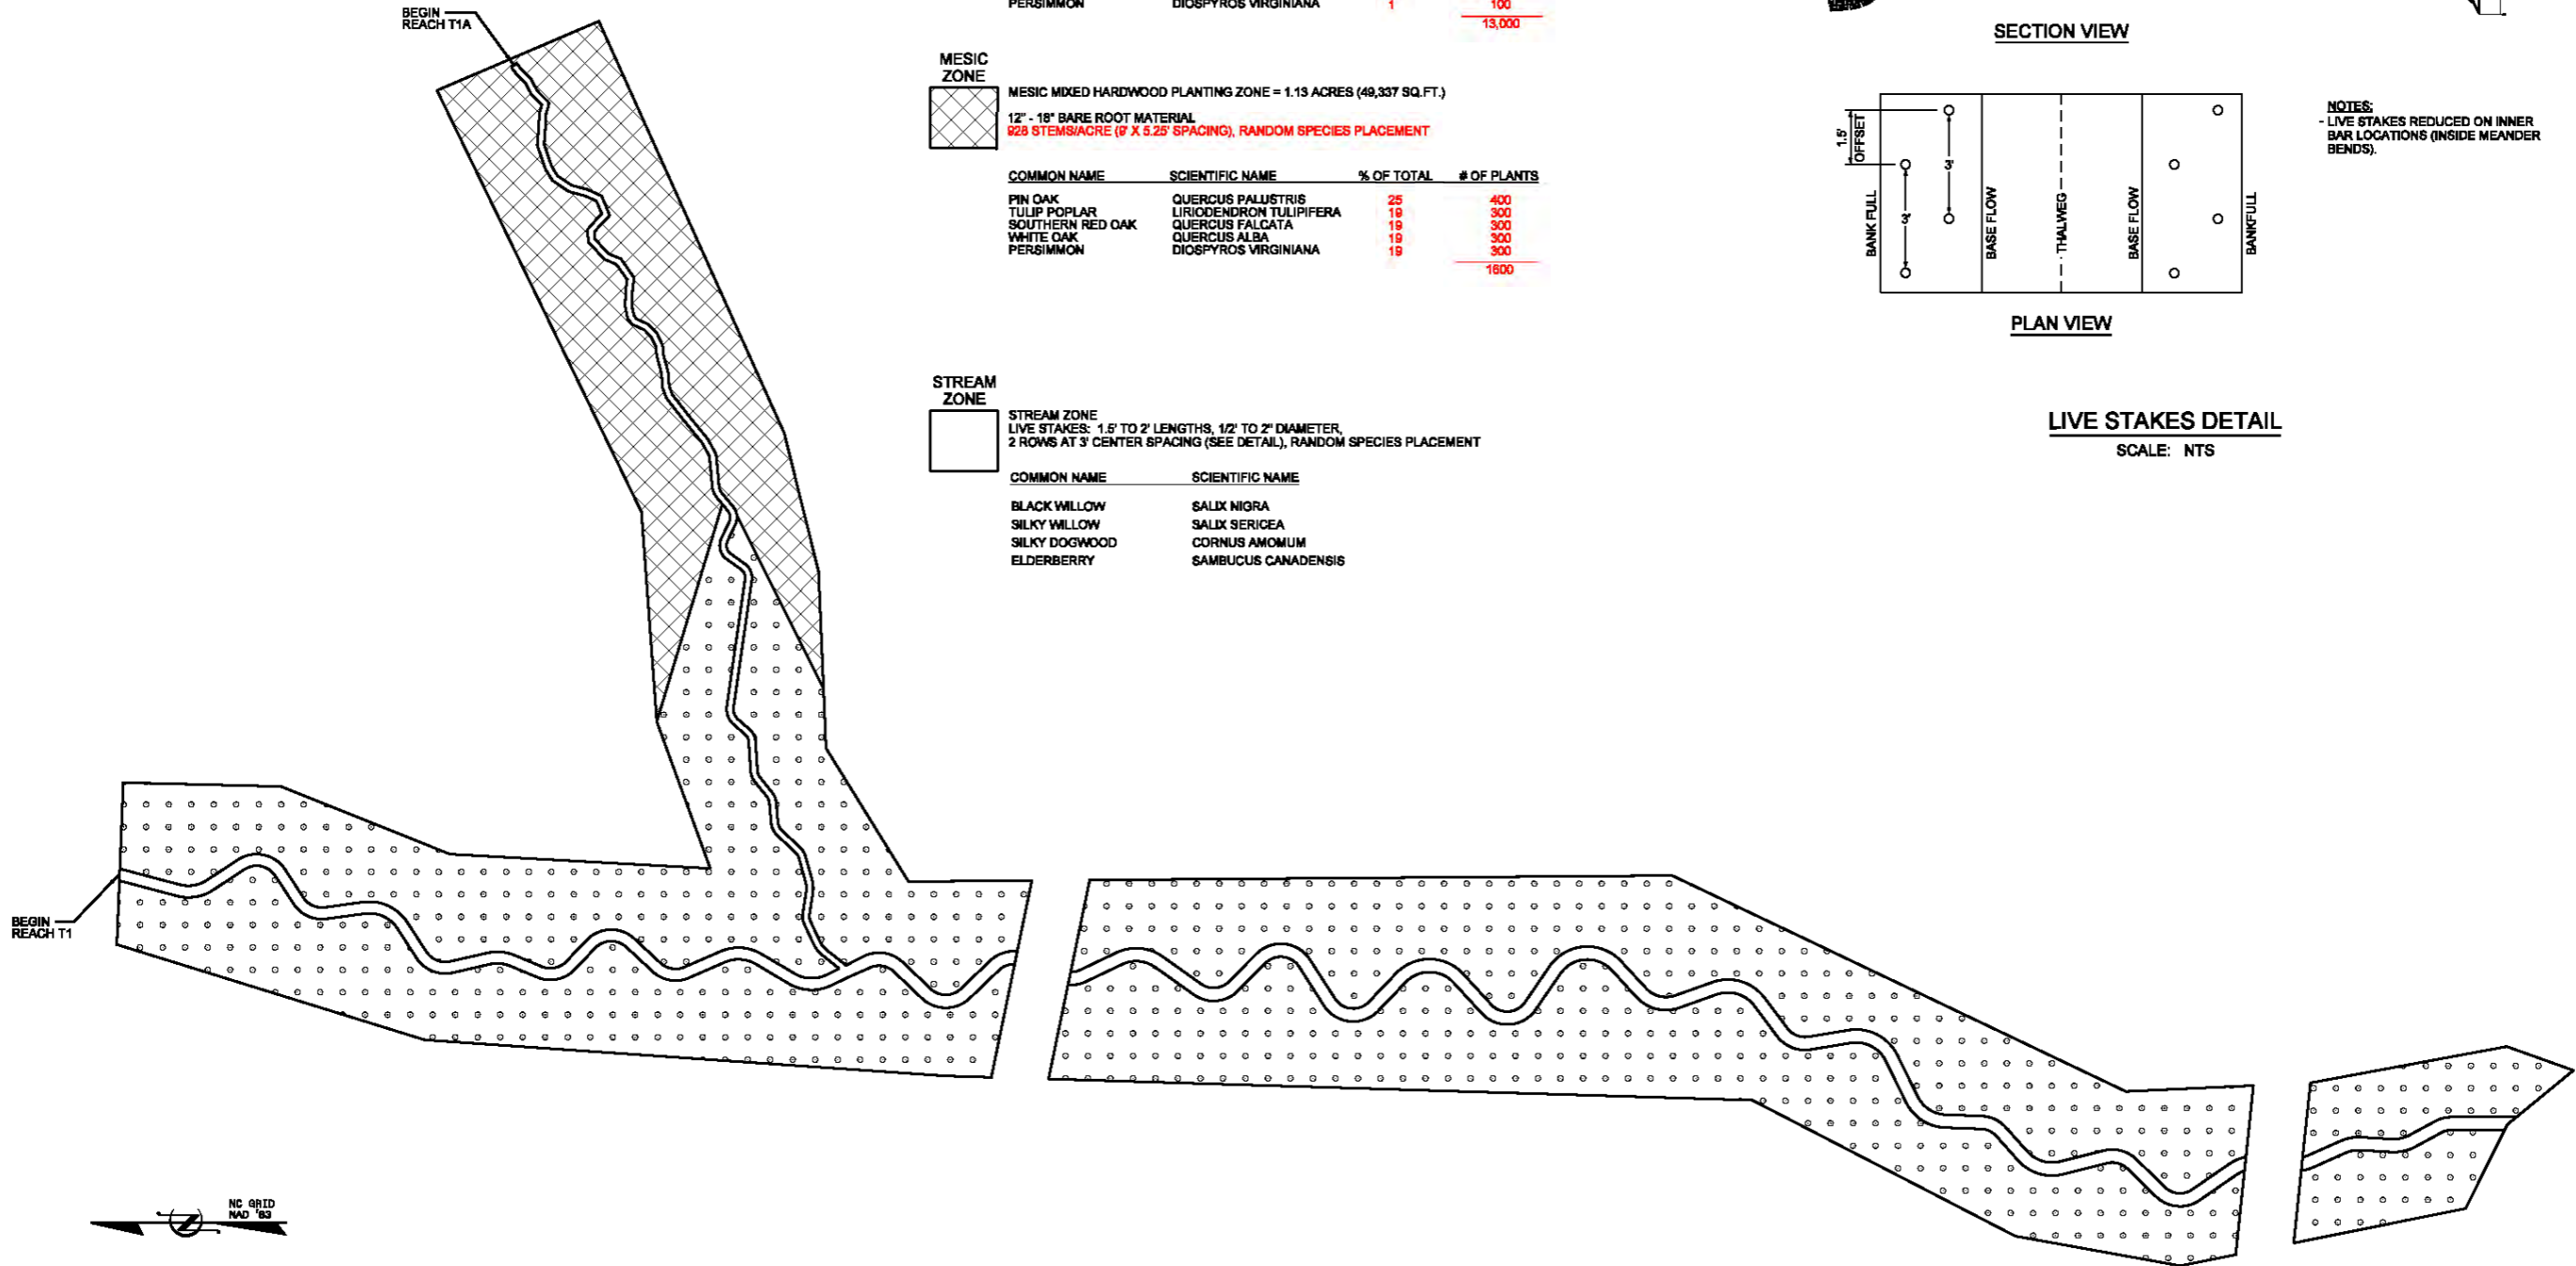 BEGIN
REACH T1A
PERSIMMON DIOSPYROS VIRGINIANA 1 100
13,000
MESIC
ZONE
MESIC MIXED HARDWOOD PLANTING ZONE = 1.13 ACRES (49,337 SQ.FT.)
12" - 18" BARE ROOT MATERIAL
928 STEMS/ACRE (9' X 5.25' SPACING), RANDOM SPECIES PLACEMENT
COMMON NAME SCIENTIFIC NAME % OF TOTAL # OF PLANTS
PIN OAK QUERCUS PALUSTRIS 25 400
TULIP POPLAR LIRIODENDRON TULIPIFERA 19 300
SOUTHERN RED OAK QUERCUS FALCATA 19 300
WHITE OAK QUERCUS ALBA 19 300
PERSIMMON DIOSPYROS VIRGINIANA 19 300
1600
STREAM
ZONE
STREAM ZONE
LIVE STAKES: 1.5' TO 2' LENGTHS, 1/2' TO 2" DIAMETER,
2 ROWS AT 3' CENTER SPACING (SEE DETAIL), RANDOM SPECIES PLACEMENT
COMMON NAME SCIENTIFIC NAME
BLACK WILLOW SALIX NIGRA
SILKY WILLOW SALIX SERICEA
SILKY DOGWOOD CORNUS AMOMUM
ELDERBERRY SAMBUCUS CANADENSIS
SECTION VIEW
1.5'
OFFSET
3'
3'
BANK FULL
BASE FLOW
THALWEG
BASE FLOW
BANKFULL
PLAN VIEW
NOTES:
- LIVE STAKES REDUCED ON INNER
BAR LOCATIONS (INSIDE MEANDER
BENDS).
LIVE STAKES DETAIL
SCALE: NTS
BEGIN
REACH T1
NC GRID
NAD '83